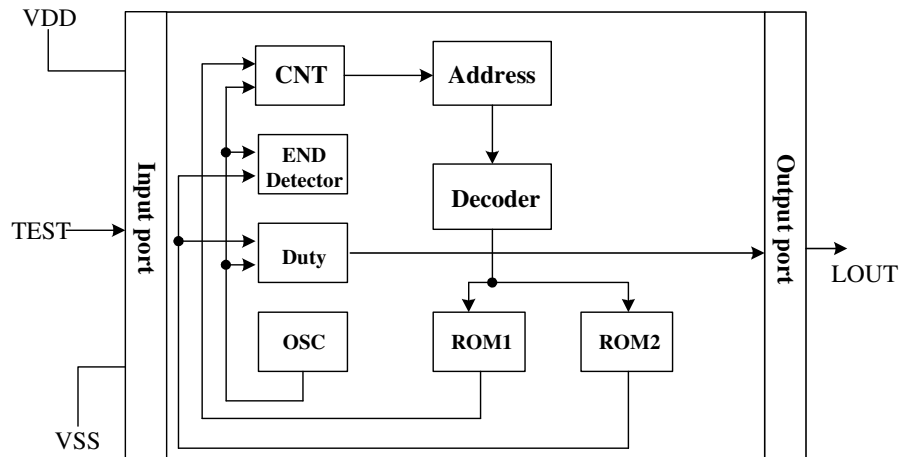 VDD
CNT
Address
END
Detector
Input port
Decoder
Output port
TEST
Duty
LOUT
OSC
ROM1
ROM2
VSS